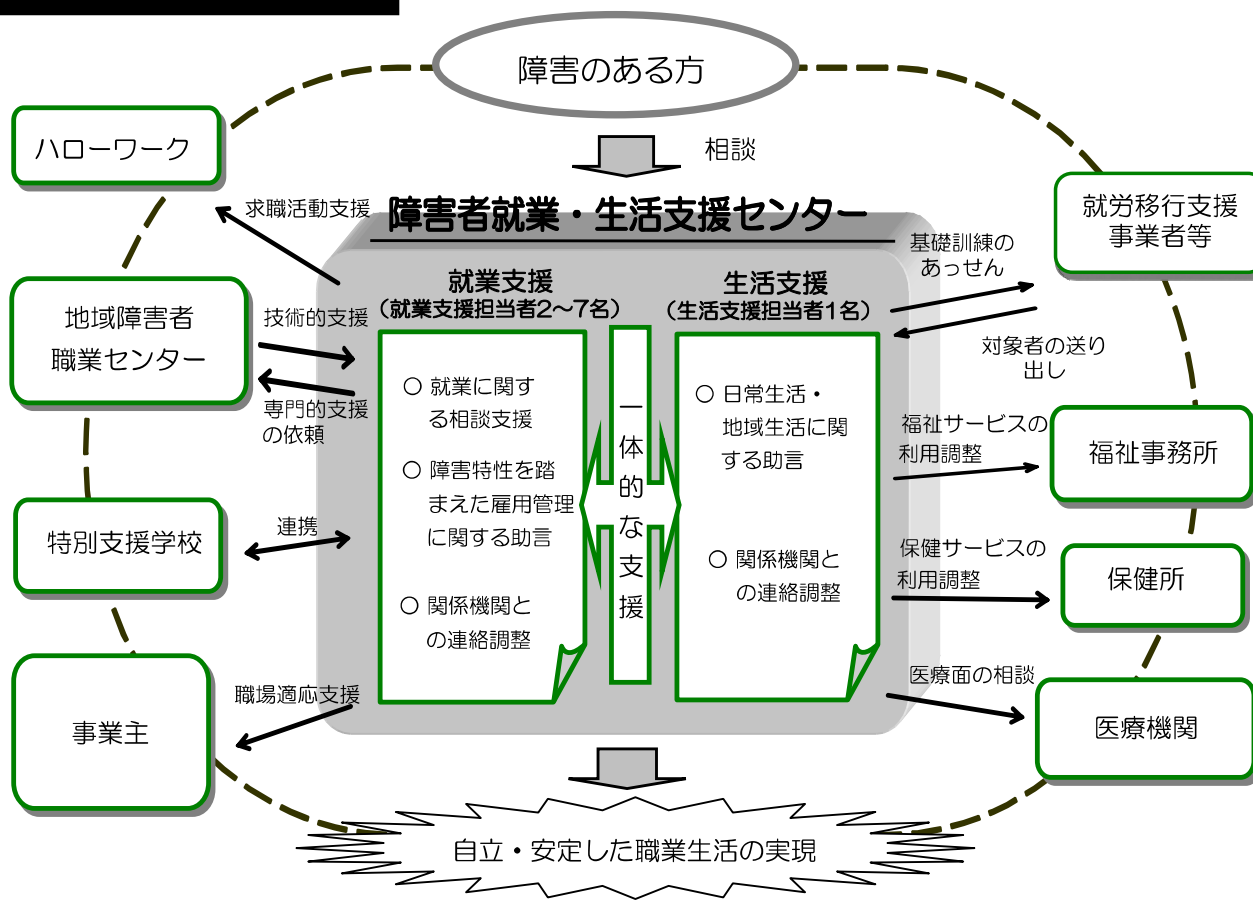 障害のある方
相談
ハローワーク
求職活動支援
地域障害者
職業センター
技術的支援
専門的支援
の依頼
特別支援学校
連携
事業主
職場適応支援
障害者就業・生活支援センター
就業支援
(就業支援担当者2~7名)
○ 就業に関す
る相談支援
○ 障害特性を踏
まえた雇用管理
に関する助言
○ 関係機関と
の連絡調整
一体的な支援
生活支援
(生活支援担当者1名)
○ 日常生活・
地域生活に関
する助言
○ 関係機関と
の連絡調整
基礎訓練の
あっせん
就労移行支援
事業者等
対象者の送り
出し
福祉サービスの
利用調整
福祉事務所
保健サービスの
利用調整
保健所
医療面の相談
医療機関
自立・安定した職業生活の実現